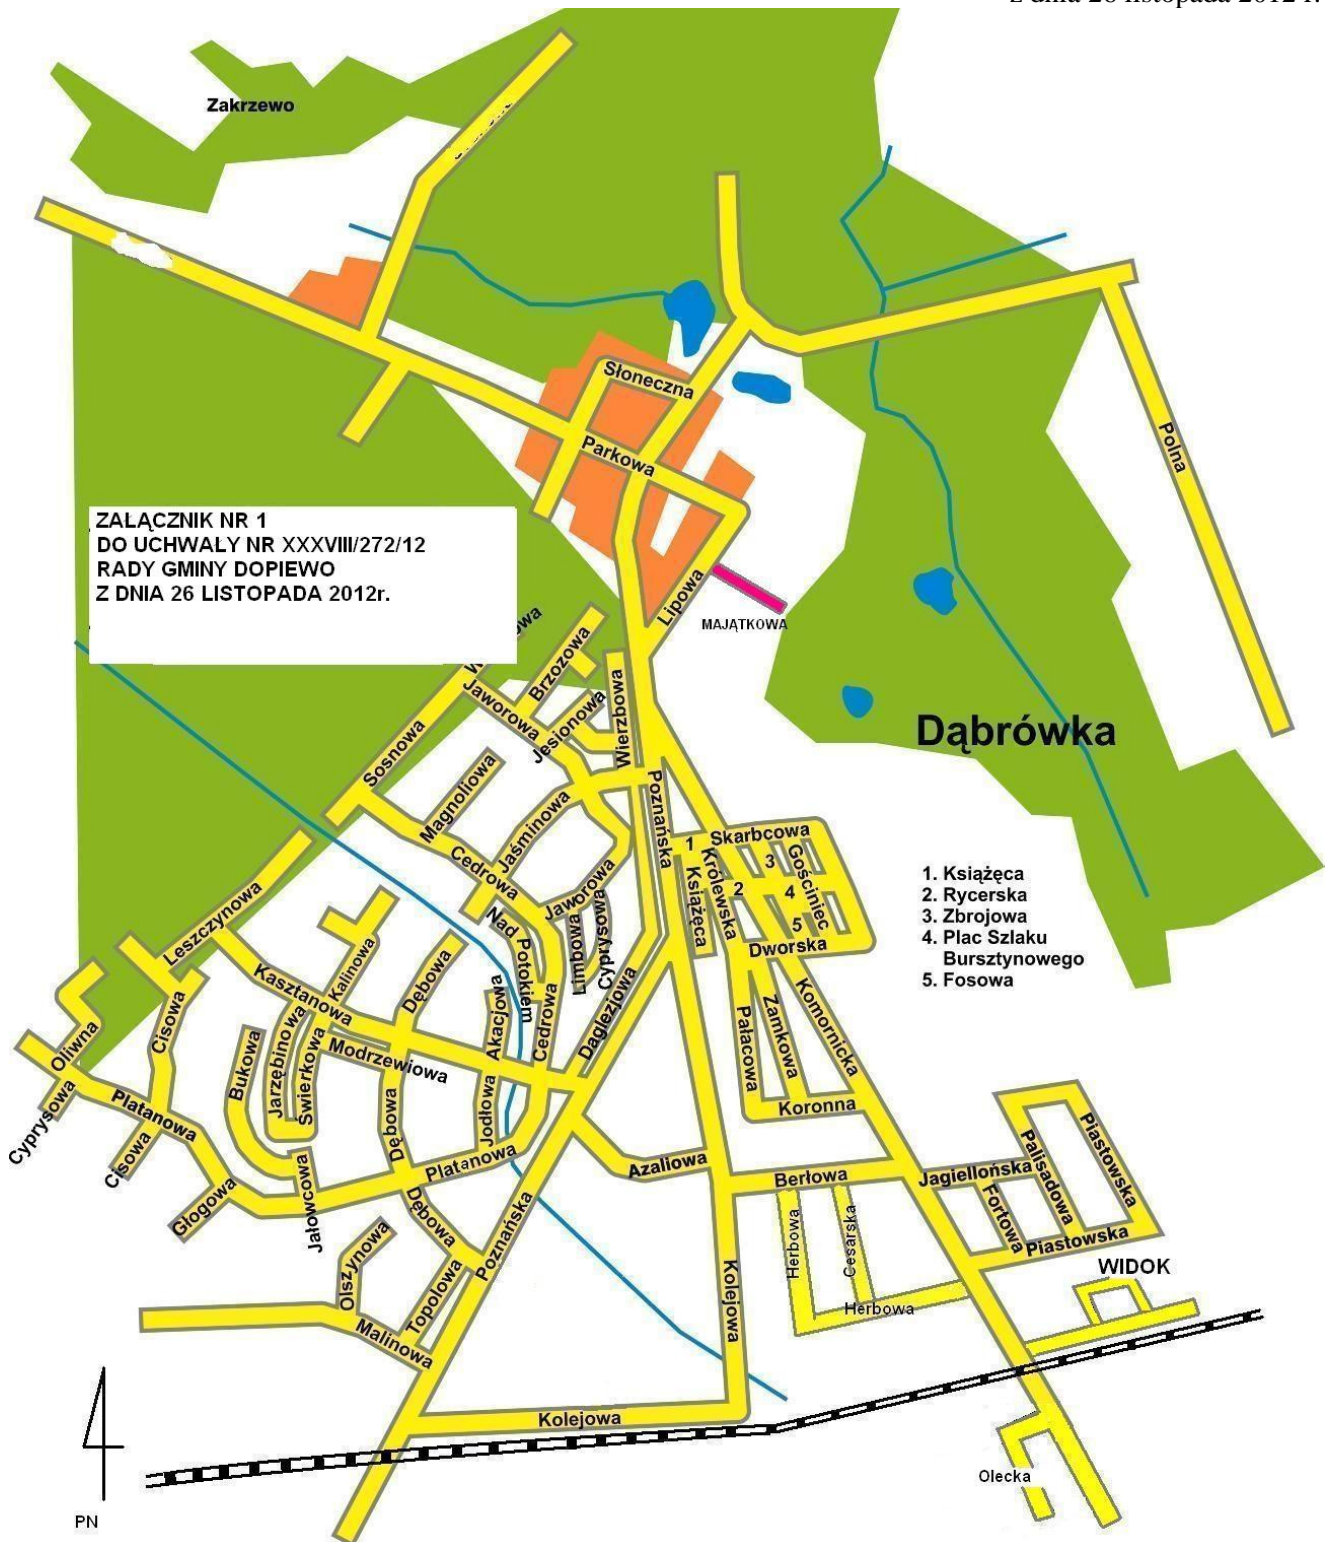 z dnia 26 listopada 2012 r.
Zakrzewo
Słoneczna
Parkowa
Polna
ZAŁĄCZNIK NR 1
DO UCHWAŁY NR XXXVIII/272/12
RADY GMINY DOPIEWO
Z DNIA 26 LISTOPADA 2012r.
Lipowa
MAJĄTKOWA
Brzozowa
Jaworowa
Jesionowa
Wierzbowa
Dąbrówka
Sosnowa
Magnoliowa
Jaśminowa
Cedrowa
Poznańska
Skarbcowa
1
2
3
4
5
Królewska
Gościniec
Książęca
Dworska
1. Książęca
2. Rycerska
3. Zbrojowa
4. Plac Szlaku
Bursztynowego
5. Fosowa
Jaworowa
Limbowa
Cyprysowa
Nad
Potokiem
Leszczynowa
Kasztanowa
Kalinowa
Dębowa
Akacjowa
Cedrowa
Daglezjowa
Komornicka
Zamkowa
Pałacowa
Koronna
Oliwna
Cisowa
Bukowa
Jarzębinowa
Świerkowa
Modrzewiowa
Cyprysowa
Platanowa
Cisowa
Dębowa
Jodłowa
Platanowa
Azaliowa
Berłowa
Jagiellońska
Palisadowa
Piastowska
Fortowa
Piastowska
Głogowa
Jałowcowa
Dębowa
Poznańska
Herbowa
Cesarska
Herbowa
WIDOK
Olszynowa
Topolowa
Malinowa
Kolejowa
Kolejowa
Olecka
PN